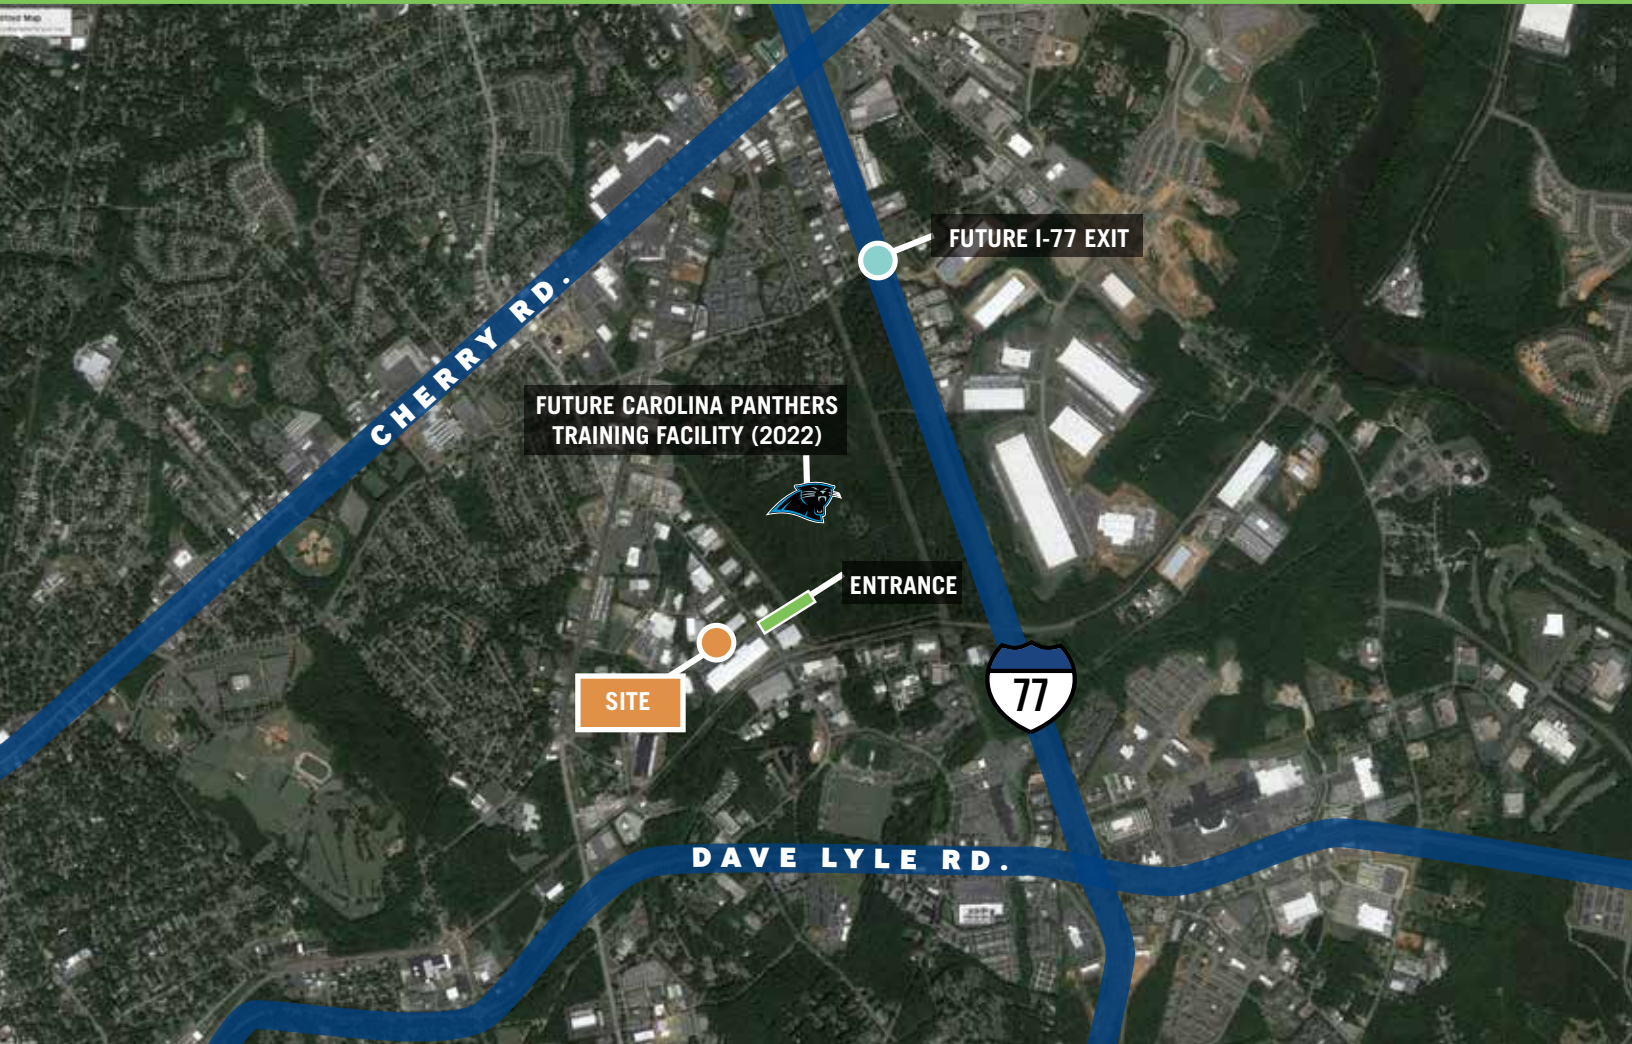 FUTURE I-77 EXIT
CHERRY RD.
FUTURE CAROLINA PANTHERS
TRAINING FACILITY (2022)
ENTRANCE
SITE
77
DAVE LYLE RD.